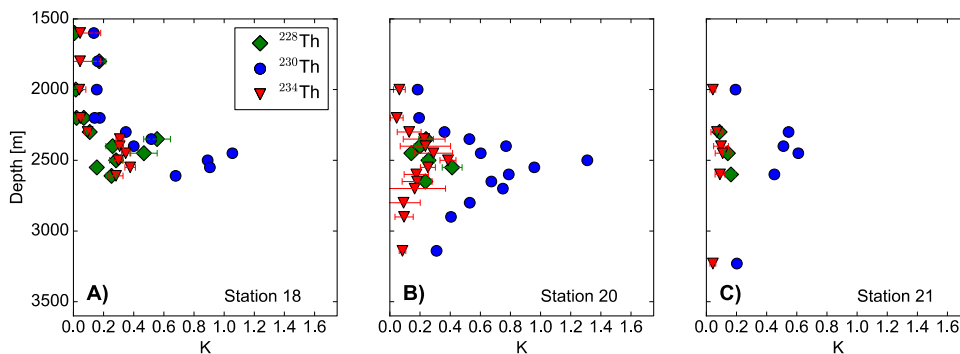 1500
2000
2500
3000
3500
Depth [m]
²²⁸Th
²³⁰Th
²³⁴Th
A)
Station 18
B)
Station 20
C)
Station 21
0.0 0.2 0.4 0.6 0.8 1.0 1.2 1.4 1.6
0.0 0.2 0.4 0.6 0.8 1.0 1.2 1.4 1.6
0.0 0.2 0.4 0.6 0.8 1.0 1.2 1.4 1.6
K
K
K